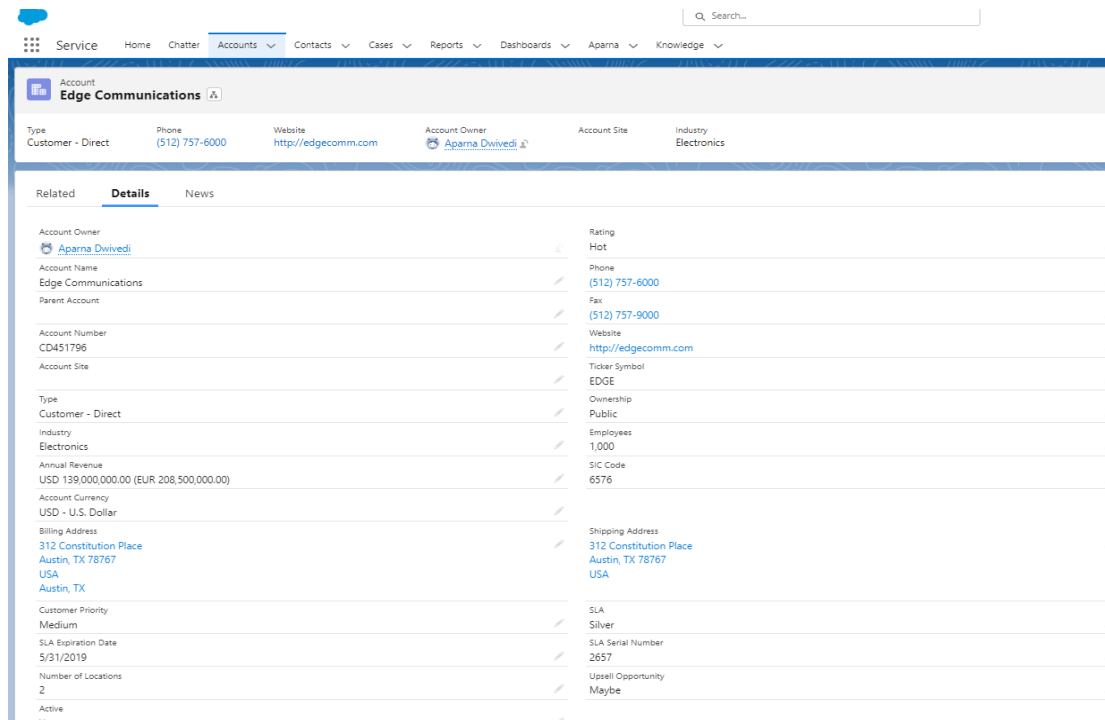 Search...
Service Home Chatter Accounts Contacts Cases Reports Dashboards Aparna Knowledge
Account
Edge Communications
Type Phone Website Account Owner Account Site Industry
Customer - Direct (512) 757-6000 http://edgecomm.com Aparna Dwivedi Electronics
Related Details News
Account Owner Rating
Aparna Dwivedi Hot
Account Name Phone
Edge Communications (512) 757-6000
Parent Account Fax
(512) 757-9000
Account Number Website
CD451796 http://edgecomm.com
Account Site Ticker Symbol
EDGE
Type Ownership
Customer - Direct Public
Industry Employees
Electronics 1,000
Annual Revenue SIC Code
USD 139,000,000.00 (EUR 208,500,000.00) 6576
Account Currency
USD - U.S. Dollar
Billing Address Shipping Address
312 Constitution Place 312 Constitution Place
Austin, TX 78767 Austin, TX 78767
USA USA
Austin, TX
Customer Priority SLA
Medium Silver
SLA Expiration Date SLA Serial Number
5/31/2019 2657
Number of Locations Upsell Opportunity
2 Maybe
Active